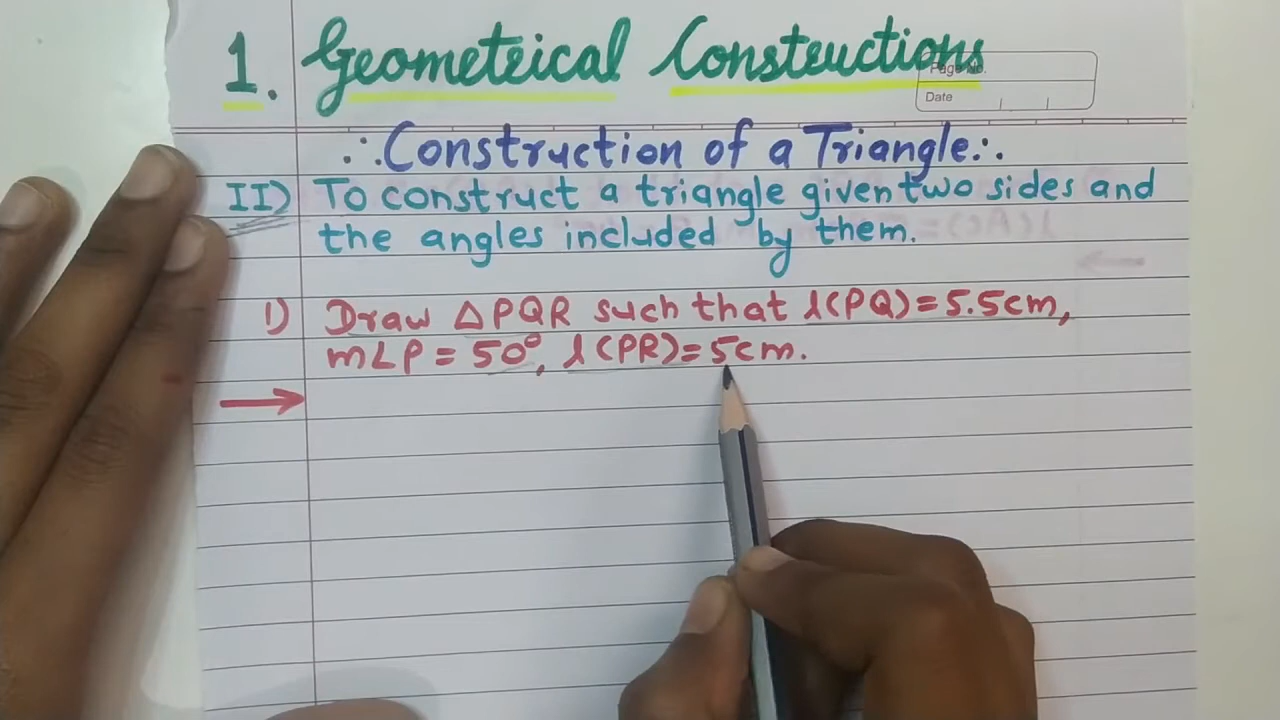 1. Geometrical Constructions
Page No.
Date
∴Construction of a Triangle∴
II) To construct a triangle given two sides and
the angles included by them.
1) Draw △PQR such that l(PQ)=5.5cm,
m∠P = 50°, l(PR)=5cm.